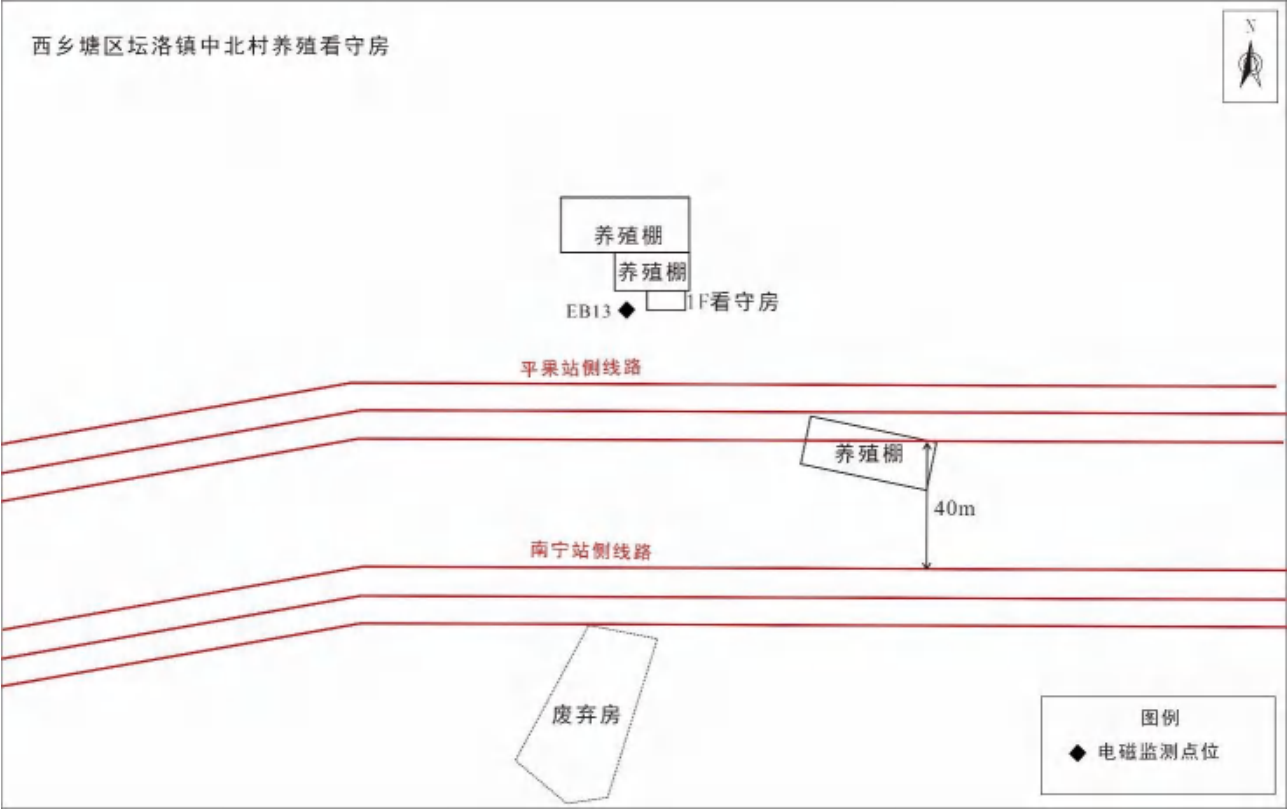 西乡塘区坛洛镇中北村养殖看守房
N
养殖棚
养殖棚
1F看守房
EB13
平果站侧线路
养殖棚
40m
南宁站侧线路
废弃房
图例
电磁监测点位